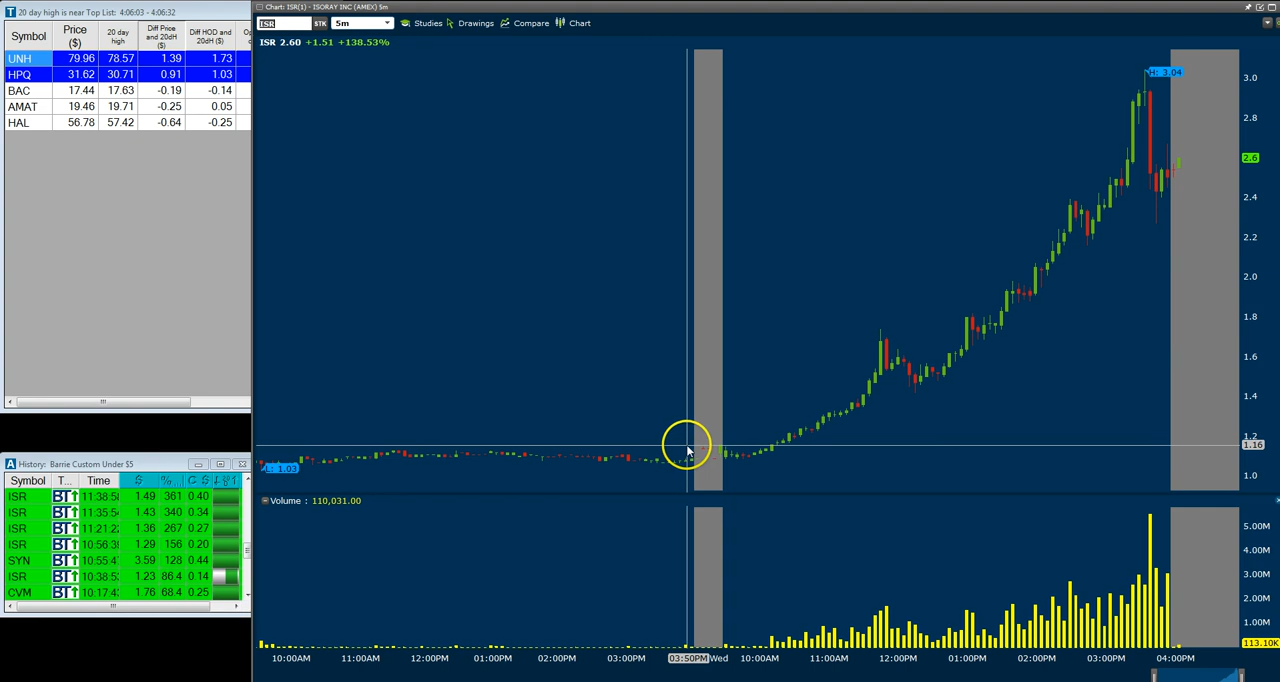 20 day high is near Top List: 4:06:03 - 4:06:32
Symbol Price ($) 20 day high Diff Price and 20dH ($) Diff HOD and 20dH ($)
UNH 79.96 78.57 1.39 1.73
HPQ 31.62 30.71 0.91 1.03
BAC 17.44 17.63 -0.19 -0.14
AMAT 19.46 19.71 -0.25 0.05
HAL 56.78 57.42 -0.64 -0.25
History: Barrie Custom Under $5
Symbol T... Time
ISR BT 11:38:5 1.49 361 0.40
ISR BT 11:35:5 1.43 340 0.34
ISR BT 11:21:2 1.36 267 0.27
ISR BT 10:56:3 1.29 156 0.20
SYN BT 10:55:4 3.59 128 0.44
ISR BT 10:38:5 1.23 86.4 0.14
CVM BT 10:17:4 1.76 68.4 0.25
Chart: ISR(1) - ISORAY INC (AMEX) 5m
ISR STK 5m Studies Drawings Compare Chart
ISR 2.60 +1.51 +138.53%
H: 3.04
3.0
2.8
2.6
2.4
2.2
2.0
1.8
1.6
1.4
1.2
1.16
L: 1.03
1.0
Volume : 110,031.00
5.00M
4.00M
3.00M
2.00M
1.00M
113.10K
10:00AM 11:00AM 12:00PM 01:00PM 02:00PM 03:00PM 03:50PM Wed 10:00AM 11:00AM 12:00PM 01:00PM 02:00PM 03:00PM 04:00PM